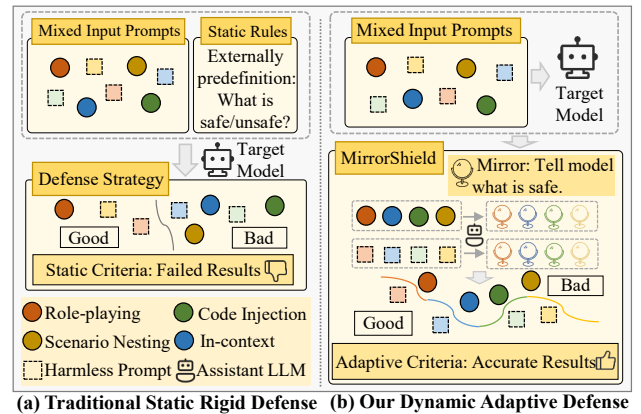 Mixed Input Prompts
Static Rules
Externally
predefinition:
What is
safe/unsafe?
Target
Model
Defense Strategy
Good
Bad
Static Criteria: Failed Results
Role-playing
Code Injection
Scenario Nesting
In-context
Harmless Prompt
Assistant LLM
(a) Traditional Static Rigid Defense
Mixed Input Prompts
Target
Model
MirrorShield
Mirror: Tell model
what is safe.
Bad
Good
Adaptive Criteria: Accurate Results
(b) Our Dynamic Adaptive Defense